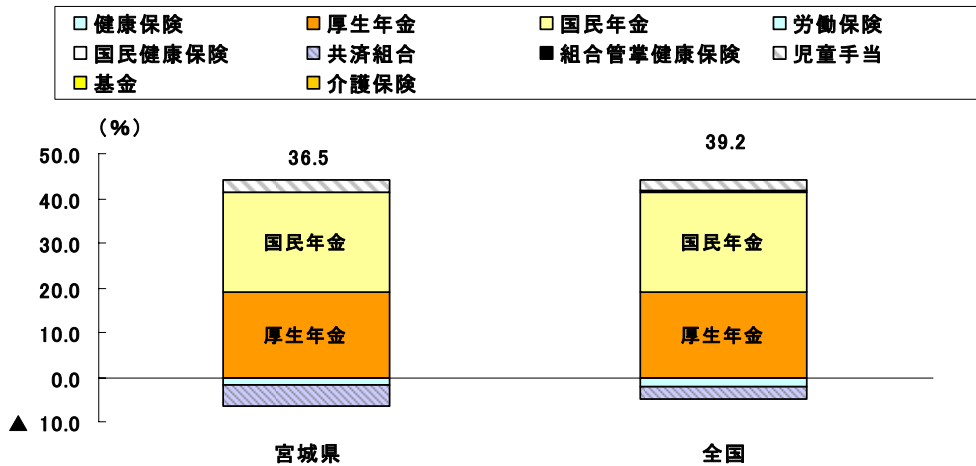 健康保険 厚生年金 国民年金 労働保険
国民健康保険 共済組合 組合管掌健康保険 児童手当
基金 介護保険
（%）
36.5 39.2
50.0
40.0
30.0
20.0
10.0
0.0
▲ 10.0
国民年金 国民年金
厚生年金 厚生年金
宮城県 全国